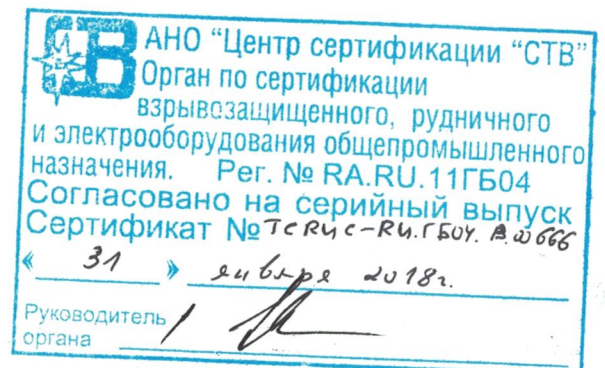 АНО "Центр сертификации "СТВ"
Орган по сертификации
взрывозащищенного, рудничного
и электрооборудования общепромышленного
назначения. Рег. № RA.RU.11ГБ04
Согласовано на серийный выпуск
Сертификат № ТС RU C-RU.ГБ04.В.00666
« 31 » января 2018г.
Руководитель
органа